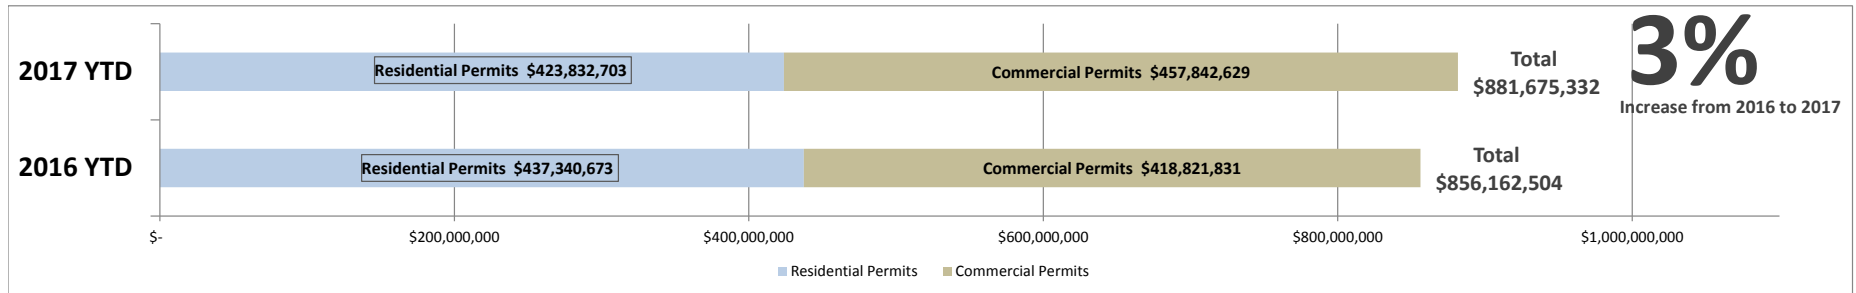 2017 YTD
Residential Permits $423,832,703
Commercial Permits $457,842,629
Total
$881,675,332
3%
Increase from 2016 to 2017
2016 YTD
Residential Permits $437,340,673
Commercial Permits $418,821,831
Total
$856,162,504
$- $200,000,000 $400,000,000 $600,000,000 $800,000,000 $1,000,000,000
Residential Permits Commercial Permits